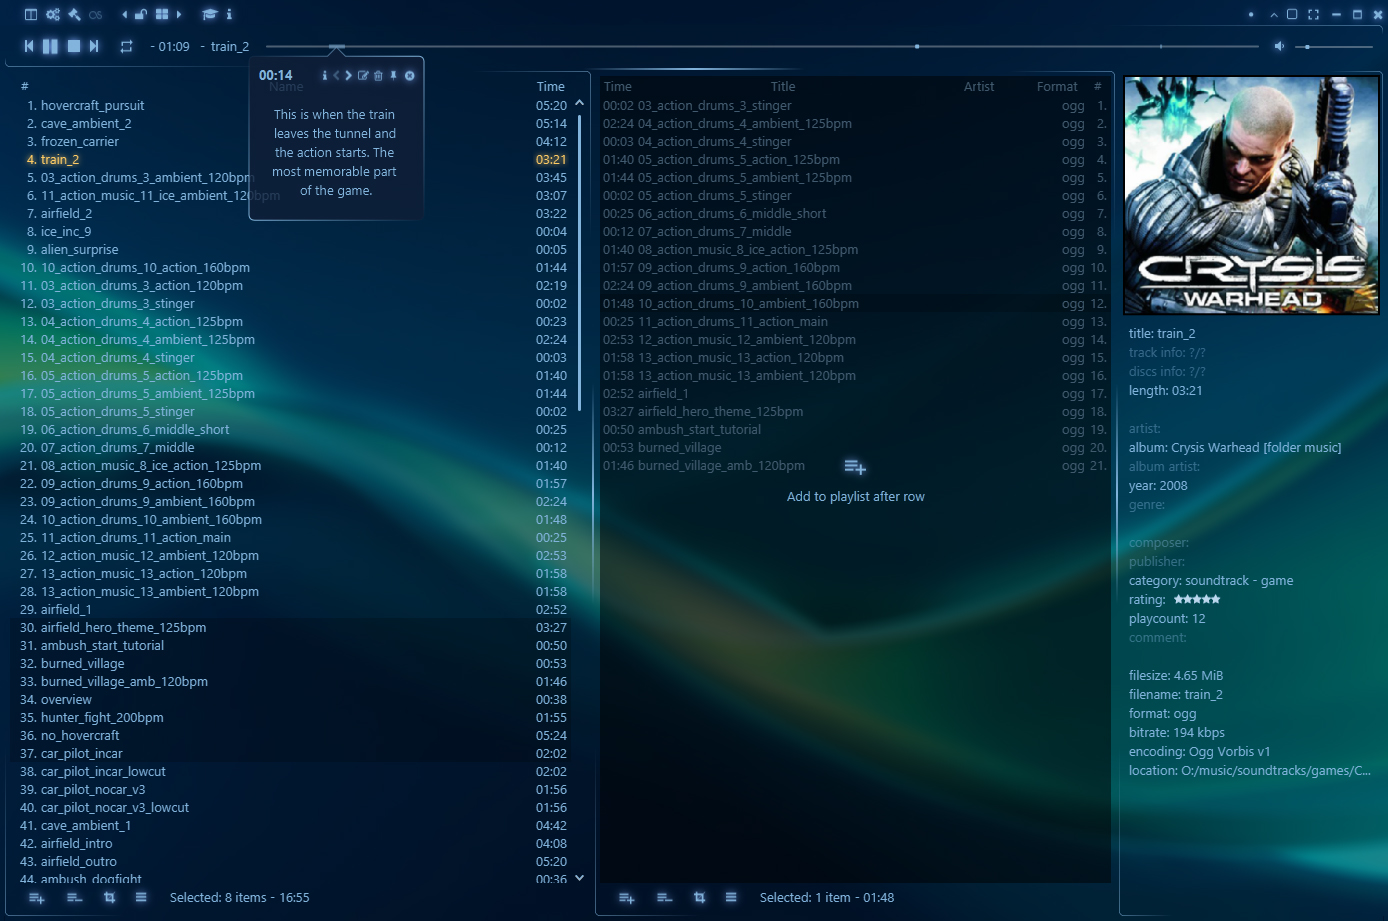 - 01:09 - train_2
00:14
This is when the train
leaves the tunnel and
the action starts. The
most memorable part
of the game.
# Name Time
1. hovercraft_pursuit 05:20
2. cave_ambient_2 05:14
3. frozen_carrier 04:12
4. train_2 03:21
5. 03_action_drums_3_ambient_120bpm 03:45
6. 11_action_music_11_ice_ambient_120bpm 03:07
7. airfield_2 03:22
8. ice_inc_9 00:04
9. alien_surprise 00:05
10. 10_action_drums_10_action_160bpm 01:44
11. 03_action_drums_3_action_120bpm 02:19
12. 03_action_drums_3_stinger 00:02
13. 04_action_drums_4_action_125bpm 00:23
14. 04_action_drums_4_ambient_125bpm 02:24
15. 04_action_drums_4_stinger 00:03
16. 05_action_drums_5_action_125bpm 01:40
17. 05_action_drums_5_ambient_125bpm 01:44
18. 05_action_drums_5_stinger 00:02
19. 06_action_drums_6_middle_short 00:25
20. 07_action_drums_7_middle 00:12
21. 08_action_music_8_ice_action_125bpm 01:40
22. 09_action_drums_9_action_160bpm 01:57
23. 09_action_drums_9_ambient_160bpm 02:24
24. 10_action_drums_10_ambient_160bpm 01:48
25. 11_action_drums_11_action_main 00:25
26. 12_action_music_12_ambient_120bpm 02:53
27. 13_action_music_13_action_120bpm 01:58
28. 13_action_music_13_ambient_120bpm 01:58
29. airfield_1 02:52
30. airfield_hero_theme_125bpm 03:27
31. ambush_start_tutorial 00:50
32. burned_village 00:53
33. burned_village_amb_120bpm 01:46
34. overview 00:38
35. hunter_fight_200bpm 01:55
36. no_hovercraft 05:24
37. car_pilot_incar 02:02
38. car_pilot_incar_lowcut 02:02
39. car_pilot_nocar_v3 01:56
40. car_pilot_nocar_v3_lowcut 01:56
41. cave_ambient_1 04:42
42. airfield_intro 04:08
43. airfield_outro 05:20
44. ambush_dogfight 00:36
Selected: 8 items - 16:55
Time Title Artist Format #
00:02 03_action_drums_3_stinger ogg 1.
02:24 04_action_drums_4_ambient_125bpm ogg 2.
00:03 04_action_drums_4_stinger ogg 3.
01:40 05_action_drums_5_action_125bpm ogg 4.
01:44 05_action_drums_5_ambient_125bpm ogg 5.
00:02 05_action_drums_5_stinger ogg 6.
00:25 06_action_drums_6_middle_short ogg 7.
00:12 07_action_drums_7_middle ogg 8.
01:40 08_action_music_8_ice_action_125bpm ogg 9.
01:57 09_action_drums_9_action_160bpm ogg 10.
02:24 09_action_drums_9_ambient_160bpm ogg 11.
01:48 10_action_drums_10_ambient_160bpm ogg 12.
00:25 11_action_drums_11_action_main ogg 13.
02:53 12_action_music_12_ambient_120bpm ogg 14.
01:58 13_action_music_13_action_120bpm ogg 15.
01:58 13_action_music_13_ambient_120bpm ogg 16.
02:52 airfield_1 ogg 17.
03:27 airfield_hero_theme_125bpm ogg 18.
00:50 ambush_start_tutorial ogg 19.
00:53 burned_village ogg 20.
01:46 burned_village_amb_120bpm ogg 21.
Add to playlist after row
Selected: 1 item - 01:48
CRYSIS
WARHEAD
title: train_2
track info: ?/?
discs info: ?/?
length: 03:21
artist:
album: Crysis Warhead [folder music]
album artist:
year: 2008
genre:
composer:
publisher:
category: soundtrack - game
rating: ★★★★★
playcount: 12
comment:
filesize: 4.65 MiB
filename: train_2
format: ogg
bitrate: 194 kbps
encoding: Ogg Vorbis v1
location: O:/music/soundtracks/games/C...